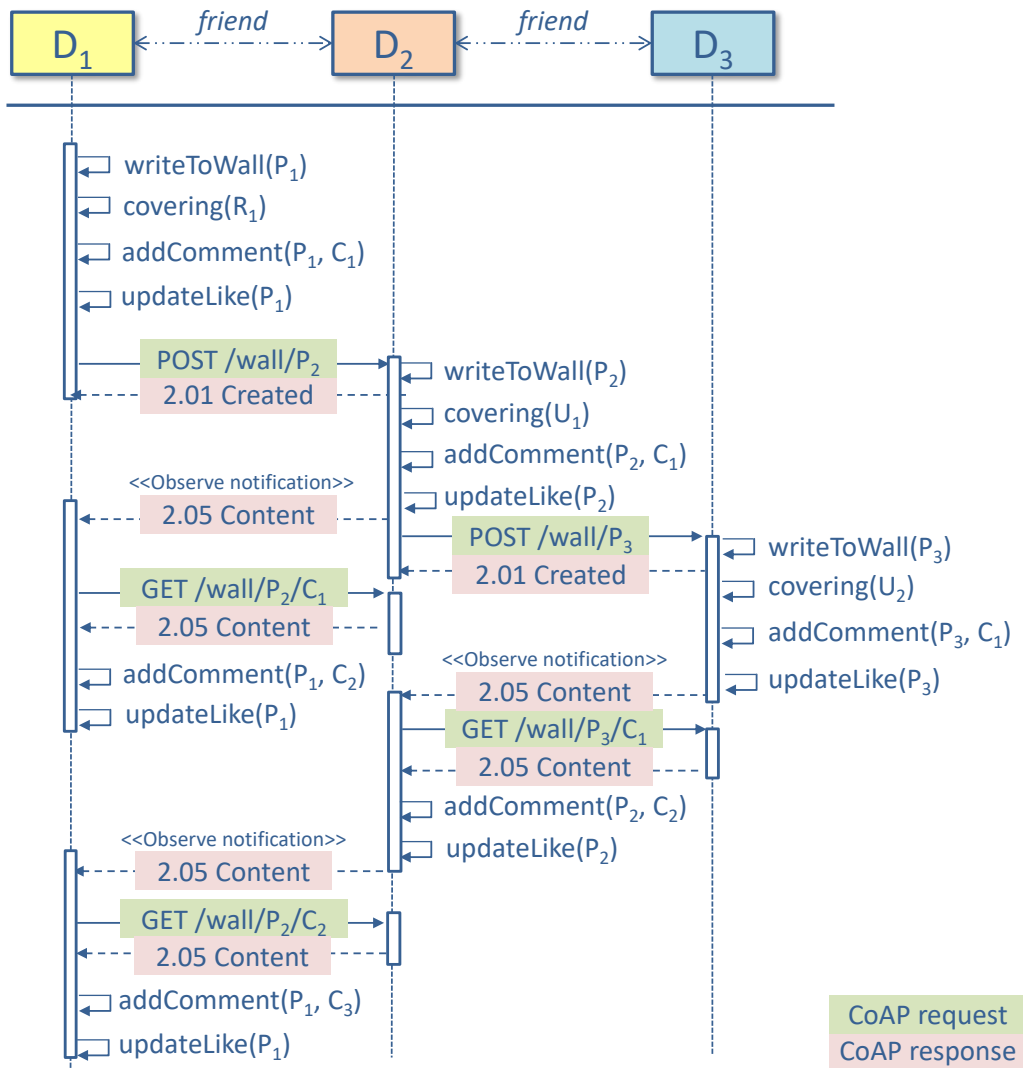 friend
friend
D₁
D₂
D₃
writeToWall(P₁)
covering(R₁)
addComment(P₁, C₁)
updateLike(P₁)
POST /wall/P₂
2.01 Created
writeToWall(P₂)
covering(U₁)
addComment(P₂, C₁)
updateLike(P₂)
<<Observe notification>>
2.05 Content
POST /wall/P₃
2.01 Created
writeToWall(P₃)
covering(U₂)
addComment(P₃, C₁)
updateLike(P₃)
GET /wall/P₂/C₁
2.05 Content
addComment(P₁, C₂)
updateLike(P₁)
<<Observe notification>>
2.05 Content
GET /wall/P₃/C₁
2.05 Content
addComment(P₂, C₂)
updateLike(P₂)
<<Observe notification>>
2.05 Content
GET /wall/P₂/C₂
2.05 Content
addComment(P₁, C₃)
updateLike(P₁)
CoAP request
CoAP response